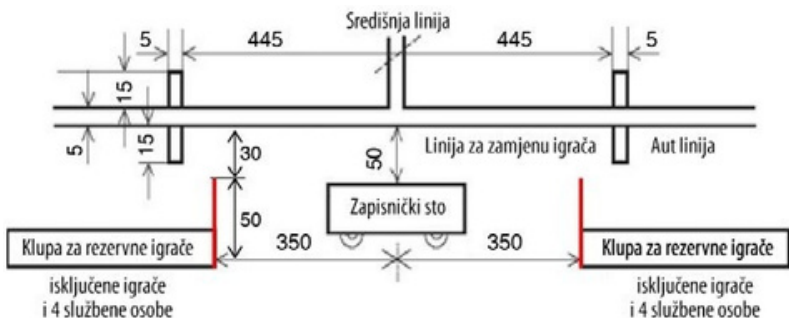 Središnja linija
5
445
445
5
15
5
15
30
50
Linija za zamjenu igrača
Aut linija
50
Zapisnički sto
Klupa za rezervne igrače
350
350
Klupa za rezervne igrače
isključene igrače
i 4 službene osobe
isključene igrače
i 4 službene osobe